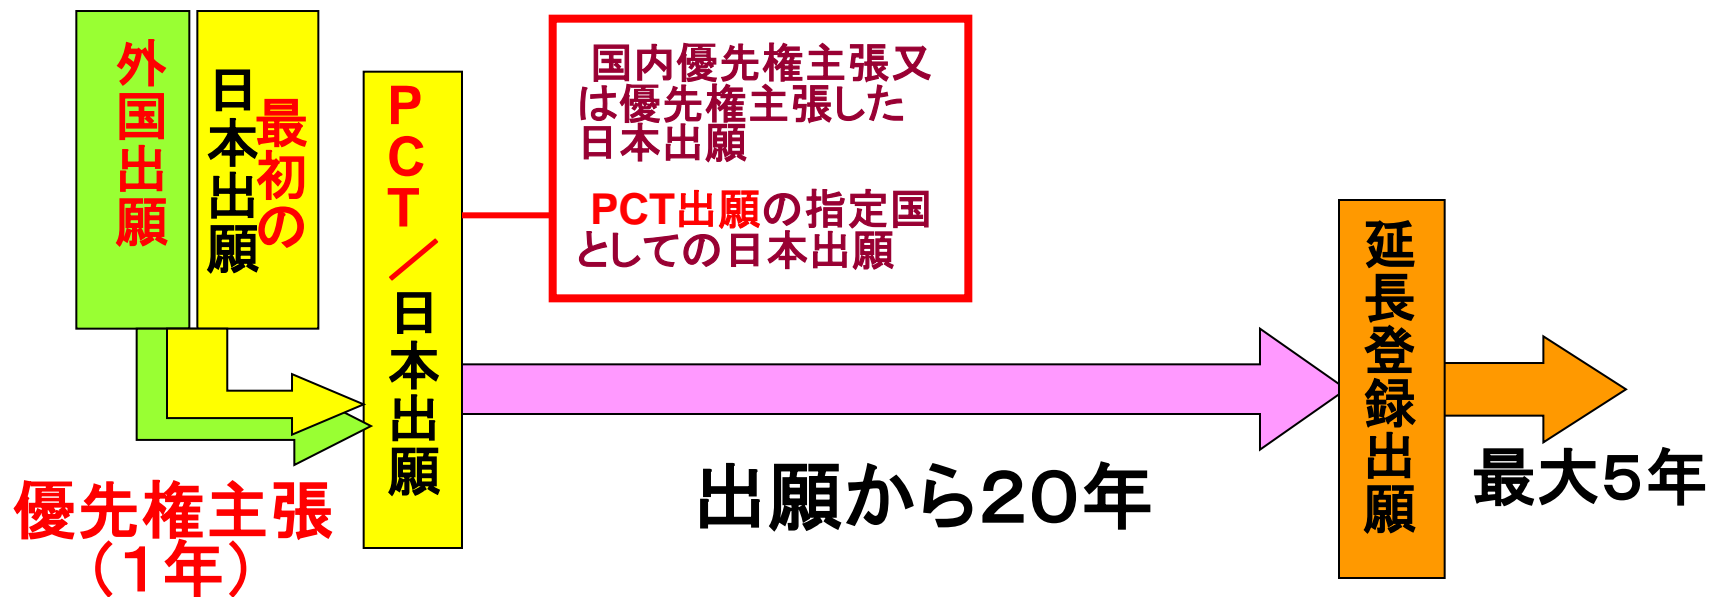 外国出願
最初の
日本出願
PCT／日本出願
国内優先権主張又
は優先権主張した
日本出願
PCT出願の指定国
としての日本出願
延長登録出願
優先権主張
（１年）
出願から２０年
最大５年